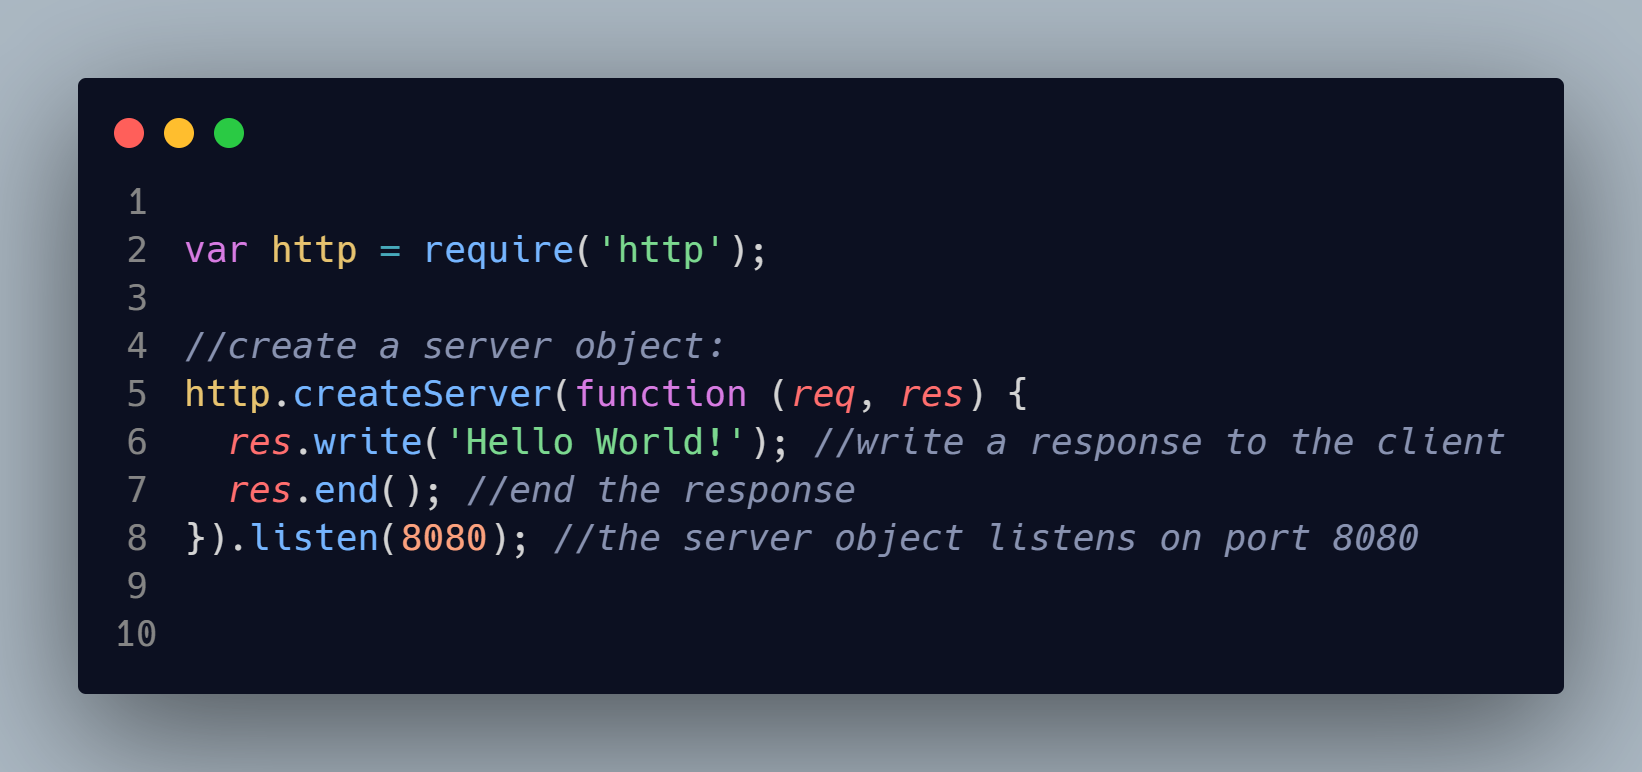 1
2 var http = require('http');
3
4 //create a server object:
5 http.createServer(function (req, res) {
6   res.write('Hello World!'); //write a response to the client
7   res.end(); //end the response
8 }).listen(8080); //the server object listens on port 8080
9
10